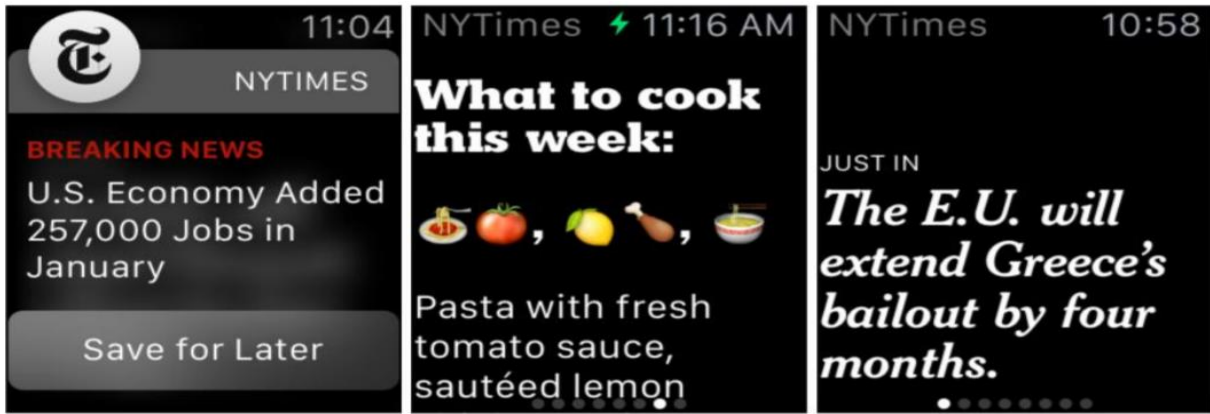 11:04
NYTIMES
BREAKING NEWS
U.S. Economy Added
257,000 Jobs in
January
Save for Later
NYTimes 11:16 AM
What to cook
this week:
, ,
Pasta with fresh
tomato sauce,
sautéed lemon
NYTimes 10:58
JUST IN
The E.U. will
extend Greece’s
bailout by four
months.